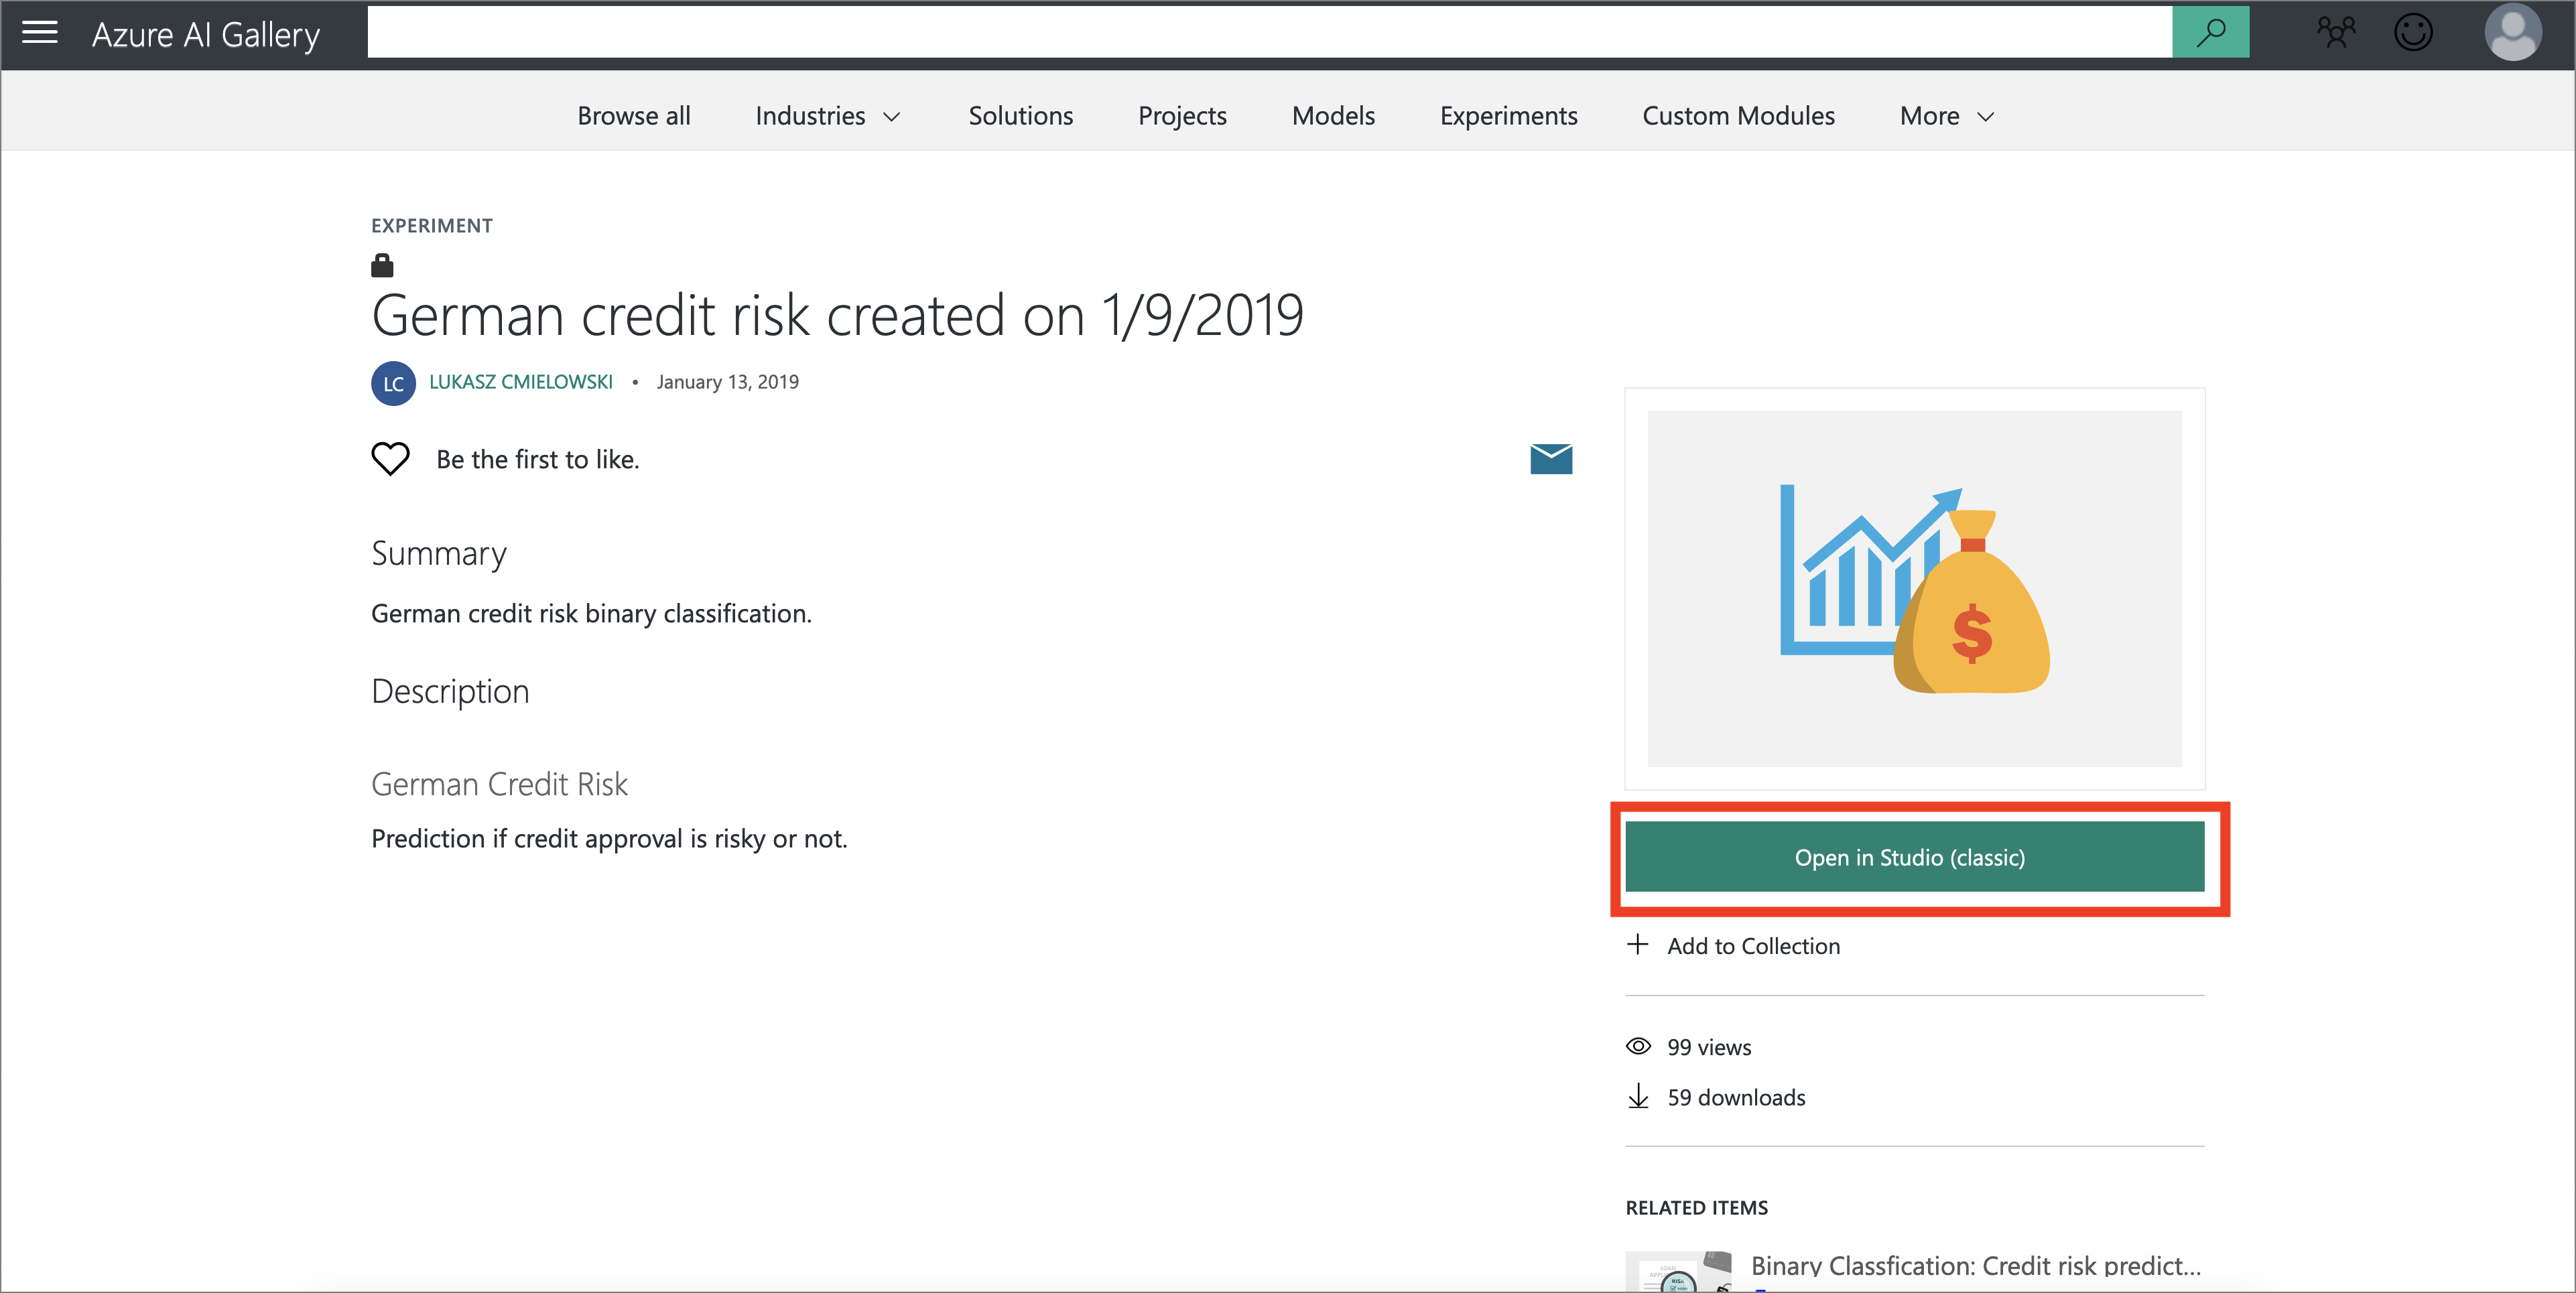 Azure AI Gallery
Browse all Industries Solutions Projects Models Experiments Custom Modules More
EXPERIMENT
German credit risk created on 1/9/2019
LC LUKASZ CMIELOWSKI • January 13, 2019
Be the first to like.
Summary
German credit risk binary classification.
Description
German Credit Risk
Prediction if credit approval is risky or not.
$
Open in Studio (classic)
Add to Collection
99 views
59 downloads
RELATED ITEMS
Binary Classfication: Credit risk predict...
LOAN
RISK